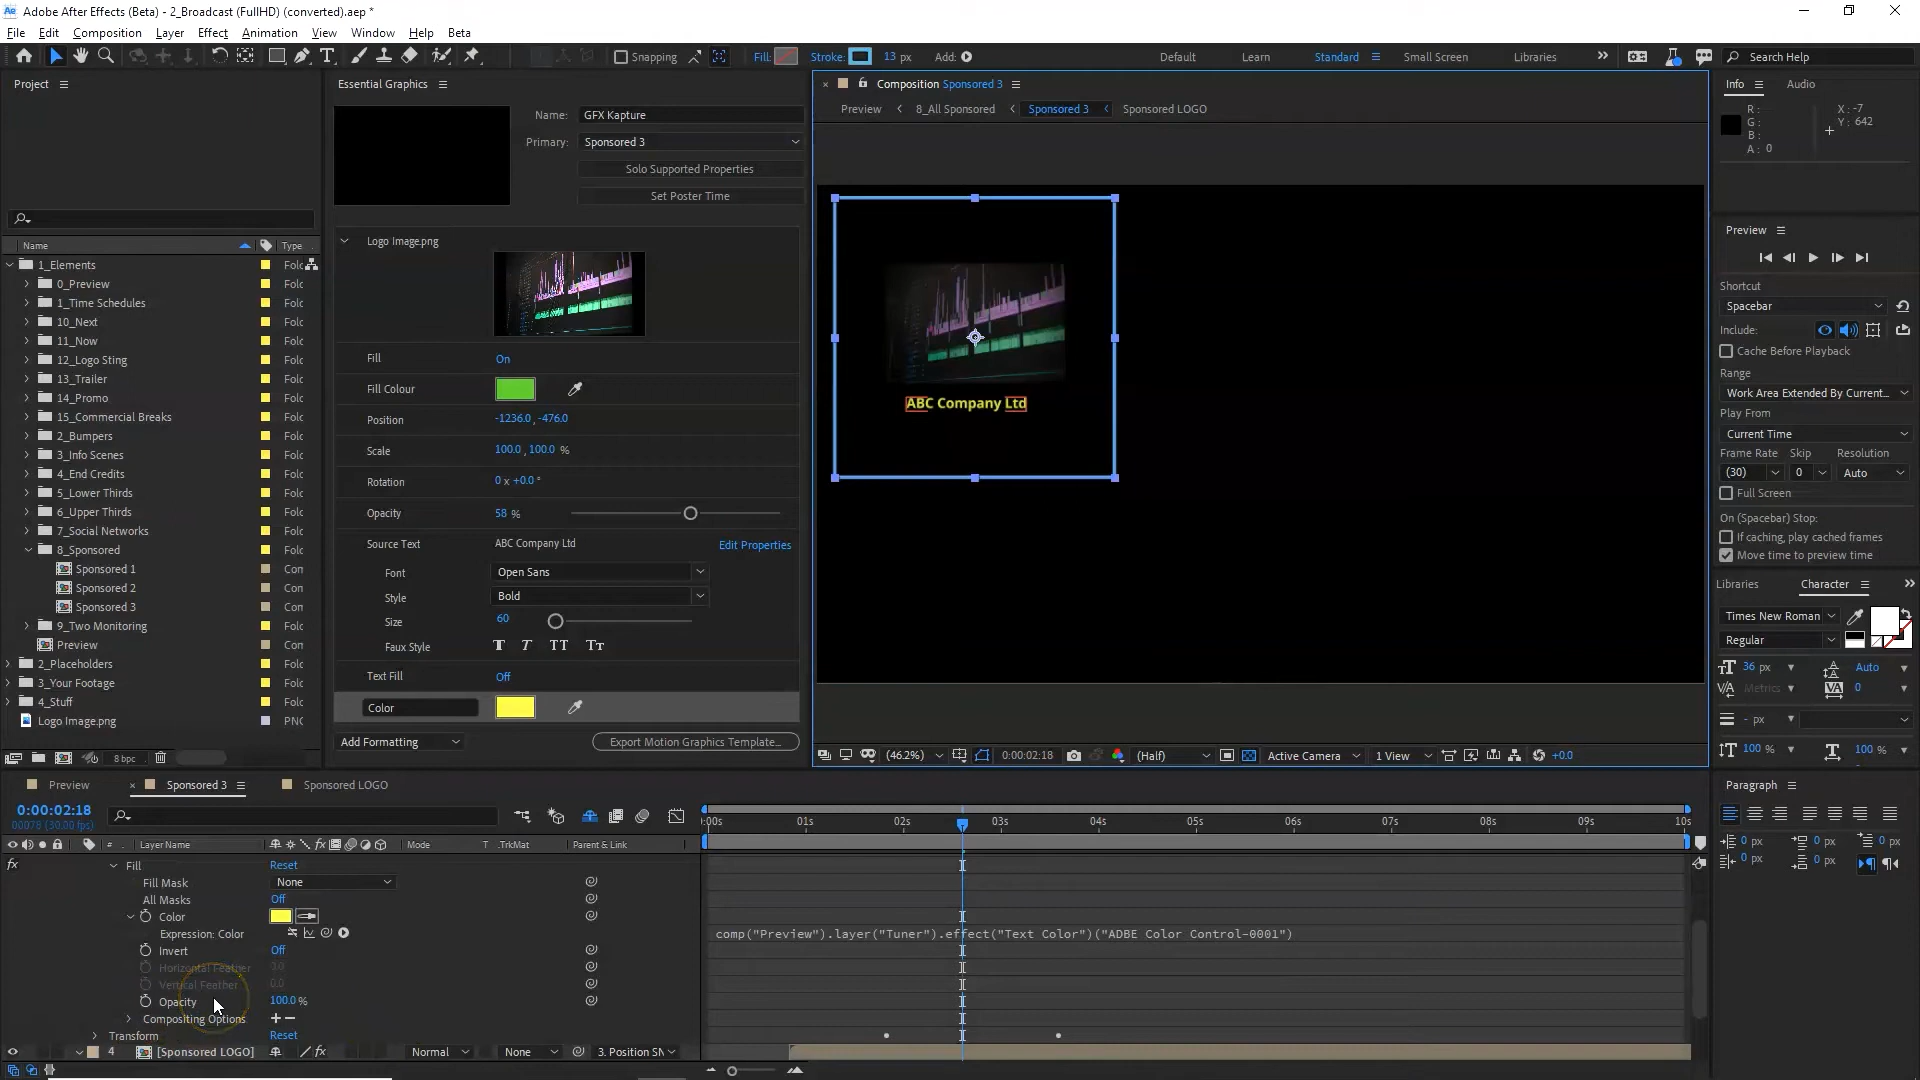 Adobe After Effects (Beta) - 2_Broadcast (FullHD) (converted).aep *
File Edit Composition Layer Effect Animation View Window Help Beta
Snapping Fill: Stroke: 13 px Add: Default Learn Standard Small Screen Libraries Search Help
Project
Name Type
1_Elements Folc
0_Preview Folc
1_Time Schedules Folc
10_Next Folc
11_Now Folc
12_Logo Sting Folc
13_Trailer Folc
14_Promo Folc
15_Commercial Breaks Folc
2_Bumpers Folc
3_Info Scenes Folc
4_End Credits Folc
5_Lower Thirds Folc
6_Upper Thirds Folc
7_Social Networks Folc
8_Sponsored Folc
Sponsored 1 Con
Sponsored 2 Con
Sponsored 3 Con
9_Two Monitoring Folc
Preview Con
2_Placeholders Folc
3_Your Footage Folc
4_Stuff Folc
Logo Image.png PNC
8 bpc
Essential Graphics
Name: GFX Kapture
Primary: Sponsored 3
Solo Supported Properties
Set Poster Time
Logo Image.png
Fill On
Fill Colour
Position -1236.0, -476.0
Scale 100.0, 100.0 %
Rotation 0 x +0.0 °
Opacity 58 %
Source Text ABC Company Ltd Edit Properties
Font Open Sans
Style Bold
Size 60
Faux Style T T TT Tт
Text Fill Off
Color
Add Formatting Export Motion Graphics Template...
Composition Sponsored 3
Preview 8_All Sponsored Sponsored 3 Sponsored LOGO
ABC Company Ltd
(46.2%) 0:00:02:18 (Half) Active Camera 1 View +0.0
Info Audio
R: X: -7
G: Y: 642
B:
A: 0
Preview
Shortcut
Spacebar
Include:
Cache Before Playback
Range
Work Area Extended By Current...
Play From
Current Time
Frame Rate Skip Resolution
(30) 0 Auto
Full Screen
On (Spacebar) Stop:
If caching, play cached frames
Move time to preview time
Libraries Character
Times New Roman
Regular
36 px Auto
Metrics 0
- px
100 % 100 %
Paragraph
0 px 0 px 0 px
0 px 0 px
Preview Sponsored 3 Sponsored LOGO
0:00:02:18
00078 (30.00 fps)
:00s 01s 02s 03s 04s 05s 06s 07s 08s 09s 10s
# Layer Name Mode T .TrkMat Parent & Link
Fill Reset
Fill Mask None
All Masks Off
Color
Expression: Color comp("Preview").layer("Tuner").effect("Text Color")("ADBE Color Control-0001")
Invert Off
Horizontal Feather 0.0
Vertical Feather 0.0
Opacity 100.0 %
Compositing Options
Transform Reset
4 [Sponsored LOGO] Normal None 3. Position SN